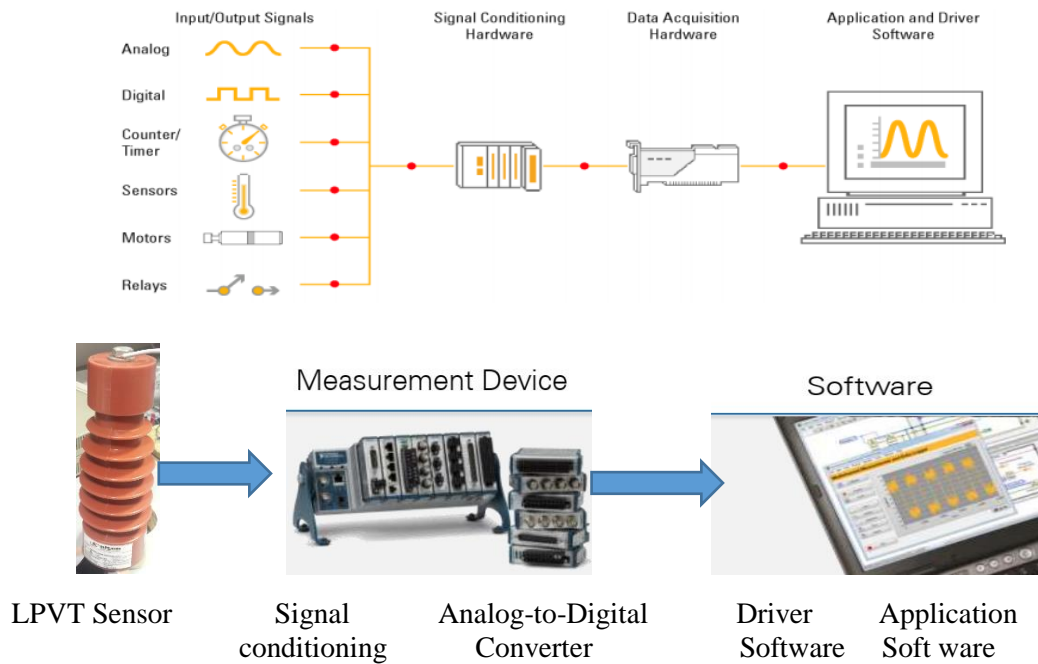 Input/Output Signals
Signal Conditioning
Hardware
Data Acquisition
Hardware
Application and Driver
Software
Analog
Digital
Counter/
Timer
Sensors
Motors
Relays
Measurement Device
Software
LPVT Sensor
Signal
conditioning
Analog-to-Digital
Converter
Driver
Software
Application
Soft ware